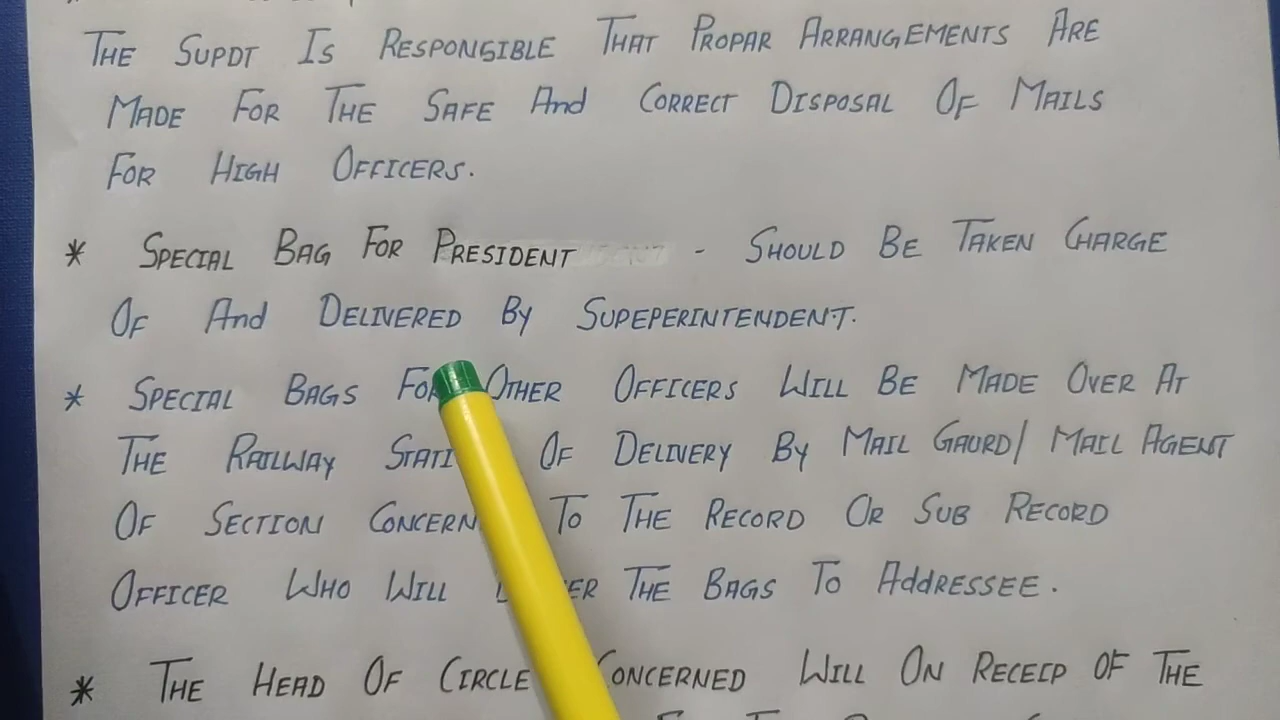 THE SUPDT IS RESPONSIBLE THAT PROPAR ARRANGEMENTS ARE
MADE FOR THE SAFE And CORRECT DISPOSAL OF MAILS
FOR HIGH OFFICERS.
* SPECIAL BAG FOR PRESIDENT - SHOULD BE TAKEN CHARGE
OF And DELIVERED By SUPEPERINTENDENT.
* SPECIAL BAGS FOR OTHER OFFICERS WILL BE MADE OVER AT
THE RAILWAY STATI OF DELIVERY By MAIL GAURD/ MAIL AGENT
OF SECTION CONCERN TO THE RECORD OR SUB RECORD
OFFICER WHO WILL THE BAGS TO AddRESSEE.
* THE HEAD OF CIRCLE CONCERNED WILL ON RECEIP OF THE